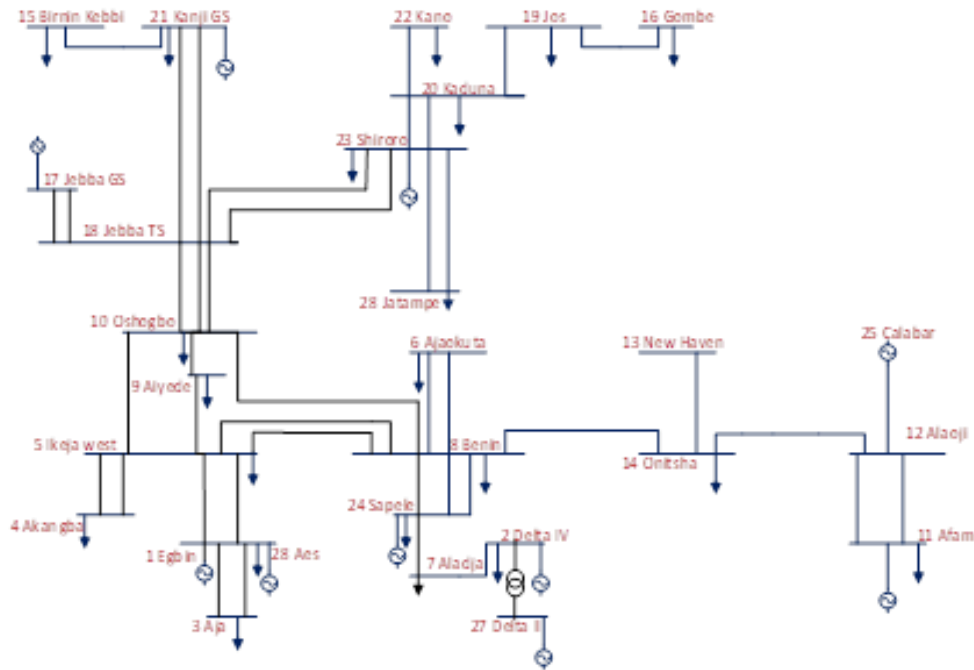 15 Birnin Kebbi
21 Kanji GS
22 Kano
19 Jos
16 Gombe
20 Kaduna
23 Shiroro
17 Jebba GS
18 Jebba TS
28 Jatampe
10 Oshogbo
6 Ajaokuta
13 New Haven
25 Calabar
9 Aiyede
5 Ikeja west
8 Benin
12 Alaoji
14 Onitsha
24 Sapele
4 Akangba
2 Delta IV
1 Egbin
28 Aes
7 Aladja
11 Afam
3 Aja
27 Delta II